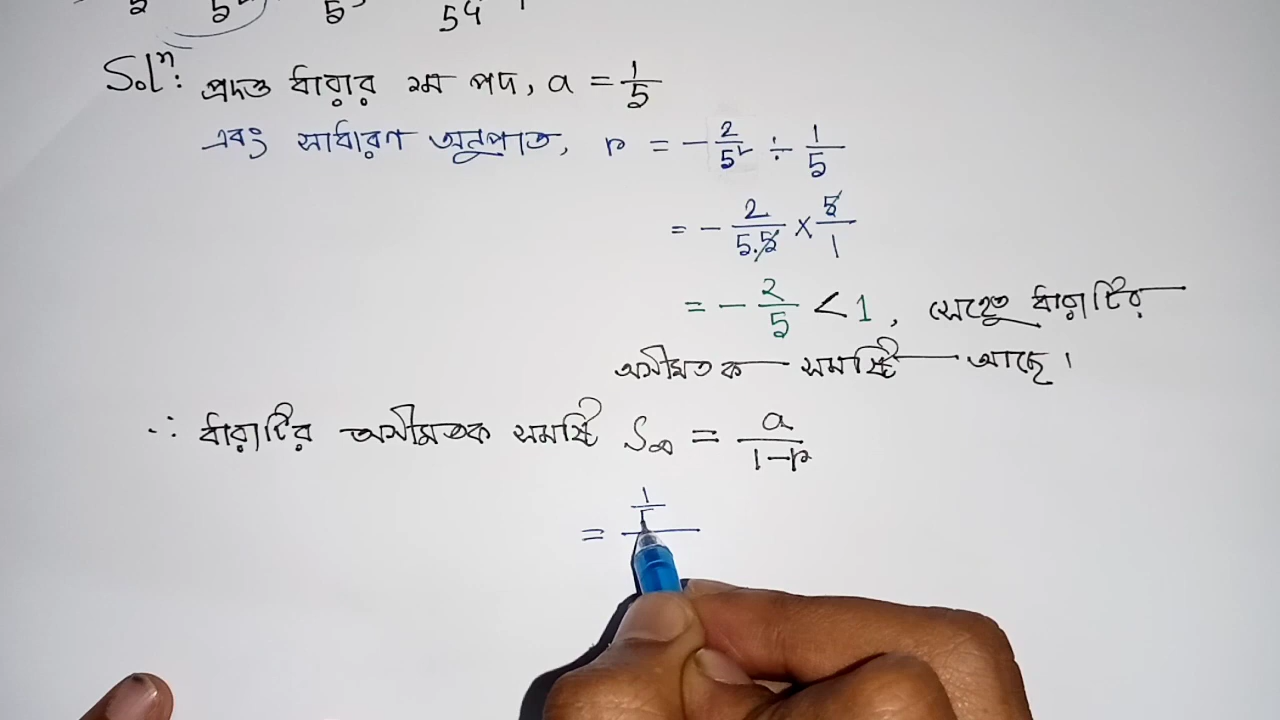 5⁴
Solⁿ: প্রদত্ত ধারার ১ম পদ, a = 1/5
এবং সাধারণ অনুপাত, r = - 2/5² ÷ 1/5
= - 2/5.5 × 5/1
= - 2/5 < 1, সেহেতু ধারাটির
অসীমতক সমষ্টি আছে।
∴ ধারাটির অসীমতক সমষ্টি S∞ = a/1-r
= 1/